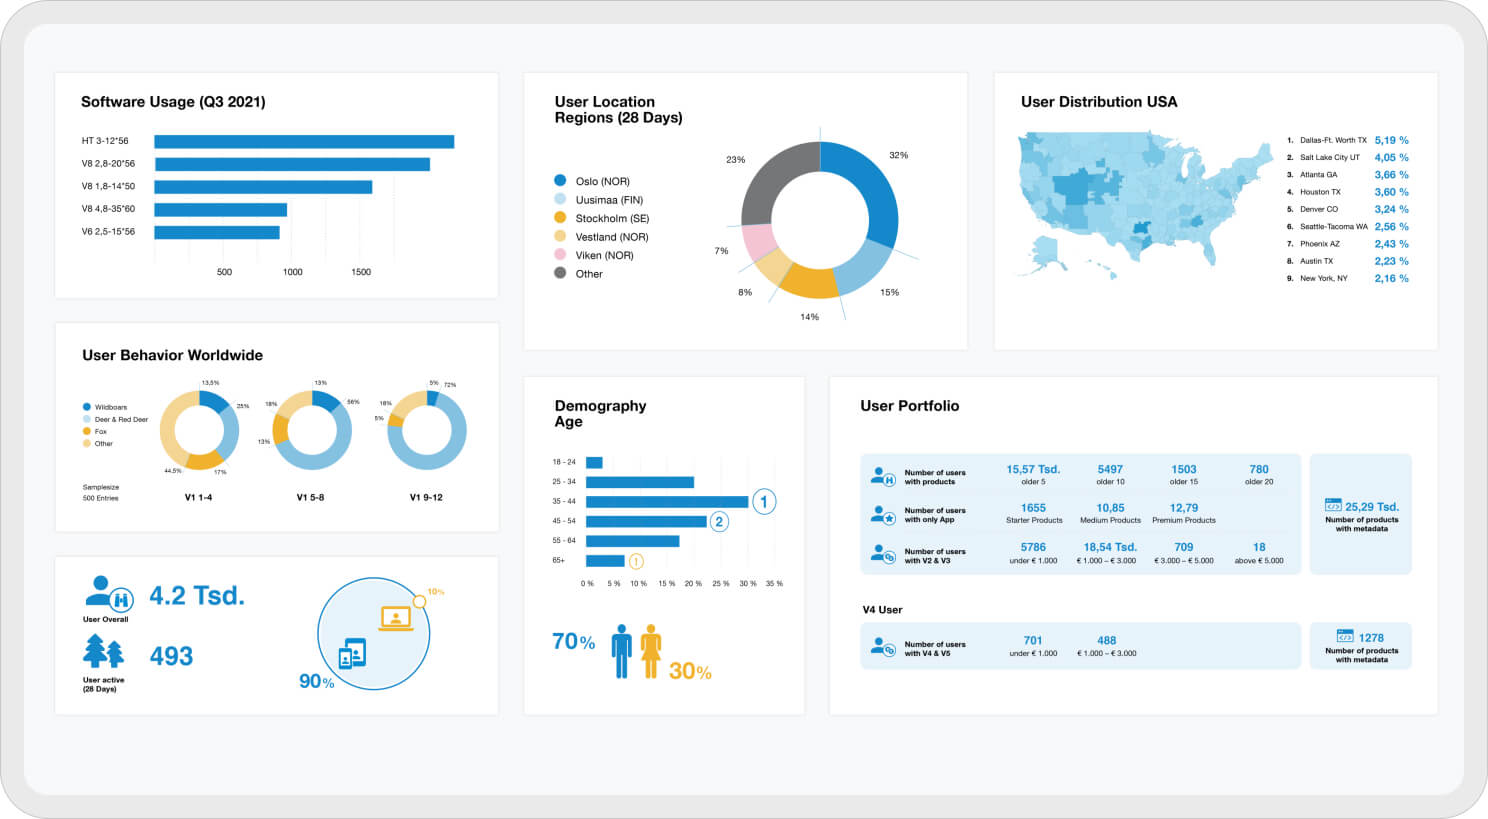 Software Usage (Q3 2021)
HT 3-12*56
V8 2,8-20*56
V8 1,8-14*50
V8 4,8-35*60
V6 2,5-15*56
500 1000 1500
User Location
Regions (28 Days)
Oslo (NOR)
Uusimaa (FIN)
Stockholm (SE)
Vestland (NOR)
Viken (NOR)
Other
23%
32%
7%
8%
15%
14%
User Distribution USA
1. Dallas-Ft. Worth TX 5,19 %
2. Salt Lake City UT 4,05 %
3. Atlanta GA 3,66 %
4. Houston TX 3,60 %
5. Denver CO 3,24 %
6. Seattle-Tacoma WA 2,56 %
7. Phoenix AZ 2,43 %
8. Austin TX 2,23 %
9. New York, NY 2,16 %
User Behavior Worldwide
Wildboars
Deer & Red Deer
Fox
Other
13,5%
25%
44,5%
17%
13%
18%
56%
13%
5% 72%
18%
5%
Samplesize
500 Entries
V1 1-4
V1 5-8
V1 9-12
4.2 Tsd.
User Overall
493
User active
(28 Days)
10%
90%
Demography
Age
18 - 24
25 - 34
35 - 44 1
45 - 54 2
55 - 64
65+ 1
0 % 5 % 10 % 15 % 20 % 25 % 30 % 35 %
70%
30%
User Portfolio
Number of users
with products
15,57 Tsd. 5497 1503 780
older 5 older 10 older 15 older 20
Number of users
with only App
1655 10,85 12,79
Starter Products Medium Products Premium Products
Number of users
with V2 & V3
5786 18,54 Tsd. 709 18
under € 1.000 € 1.000 – € 3.000 € 3.000 – € 5.000 above € 5.000
25,29 Tsd.
Number of products
with metadata
V4 User
Number of users
with V4 & V5
701 488
under € 1.000 € 1.000 – € 3.000
1278
Number of products
with metadata